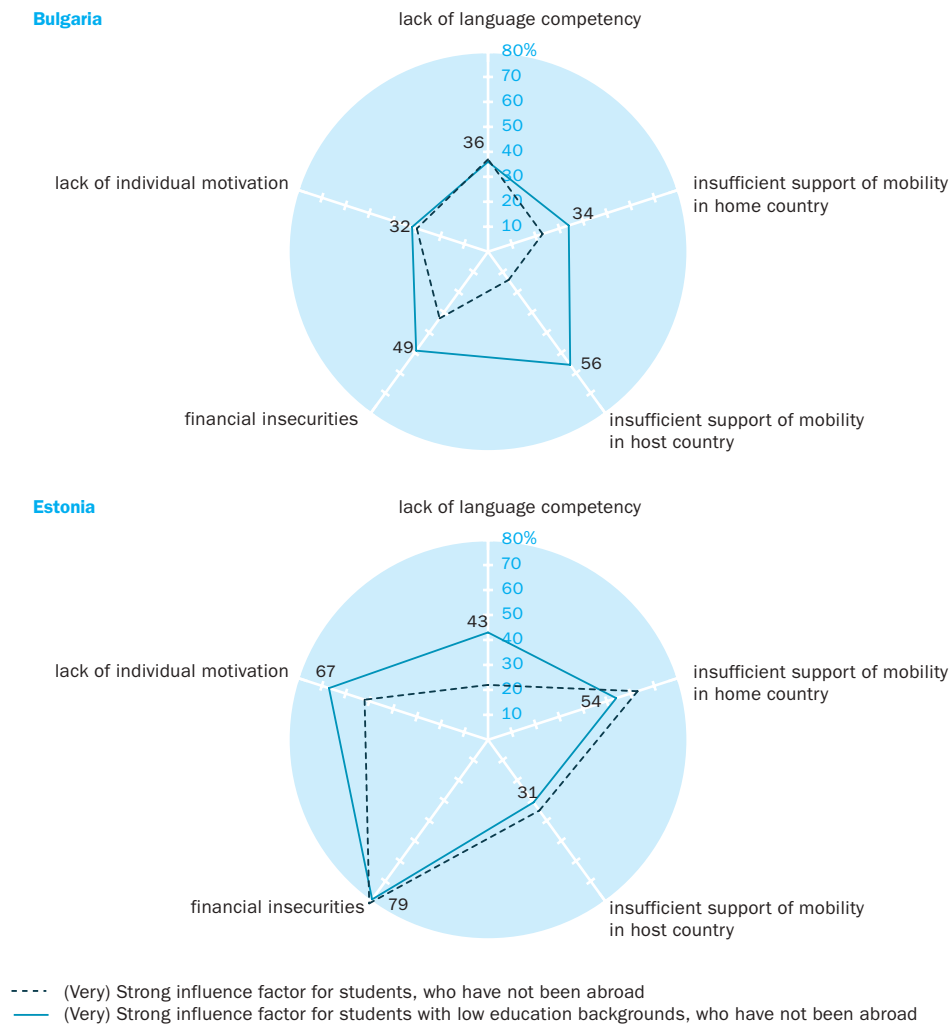 Bulgaria
lack of language competency
80%
70
60
50
40
30
20
10
36
lack of individual motivation
insufficient support of mobility
in home country
34
32
49
56
financial insecurities
insufficient support of mobility
in host country
Estonia
lack of language competency
80%
70
60
50
40
30
20
10
43
lack of individual motivation
67
insufficient support of mobility
in home country
54
31
financial insecurities
79
insufficient support of mobility
in host country
(Very) Strong influence factor for students, who have not been abroad
(Very) Strong influence factor for students with low education backgrounds, who have not been abroad